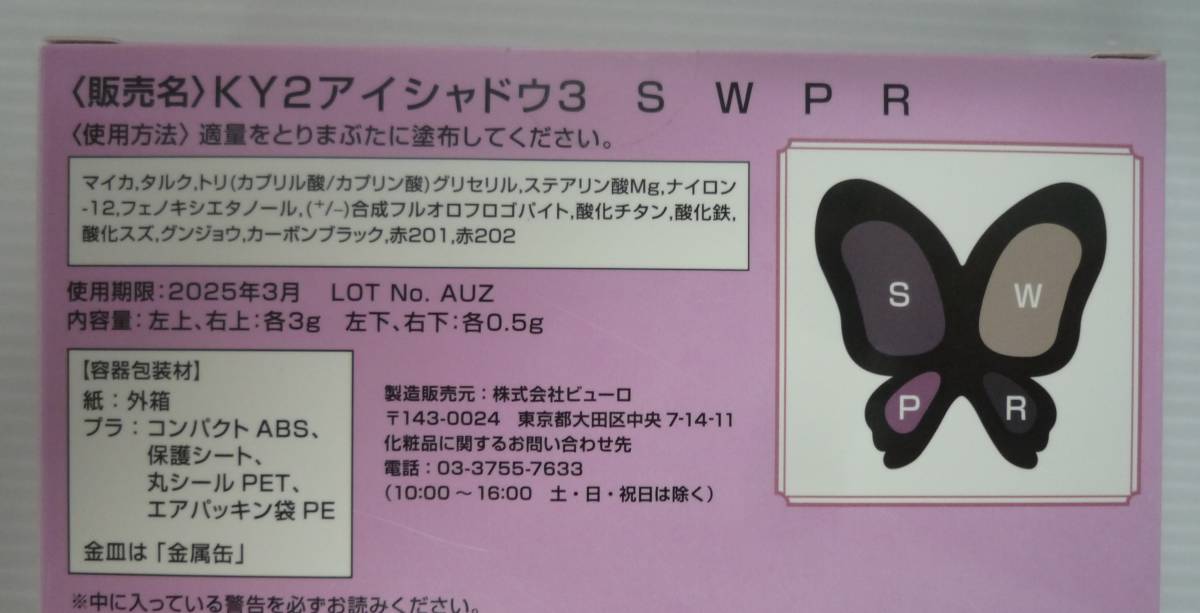 〈販売名〉KY2アイシャドウ3 S W P R
〈使用方法〉適量をとりまぶたに塗布してください。
マイカ,タルク,トリ(カプリル酸/カプリン酸)グリセリル,ステアリン酸Mg,ナイロン
-12,フェノキシエタノール,(+/−)合成フルオロフロゴパイト,酸化チタン,酸化鉄,
酸化スズ,グンジョウ,カーボンブラック,赤201,赤202
使用期限:2025年3月 LOT No. AUZ
内容量:左上、右上:各3g 左下、右下:各0.5g
【容器包装材】
紙:外箱
プラ:コンパクトABS、
保護シート、
丸シールPET、
エアパッキン袋PE
金皿は「金属缶」
製造販売元:株式会社ビューロ
〒143-0024 東京都大田区中央7-14-11
化粧品に関するお問い合わせ先
電話:03-3755-7633
(10:00〜16:00 土・日・祝日は除く)
S W
P R
※中に入っている警告を必ずお読みください。